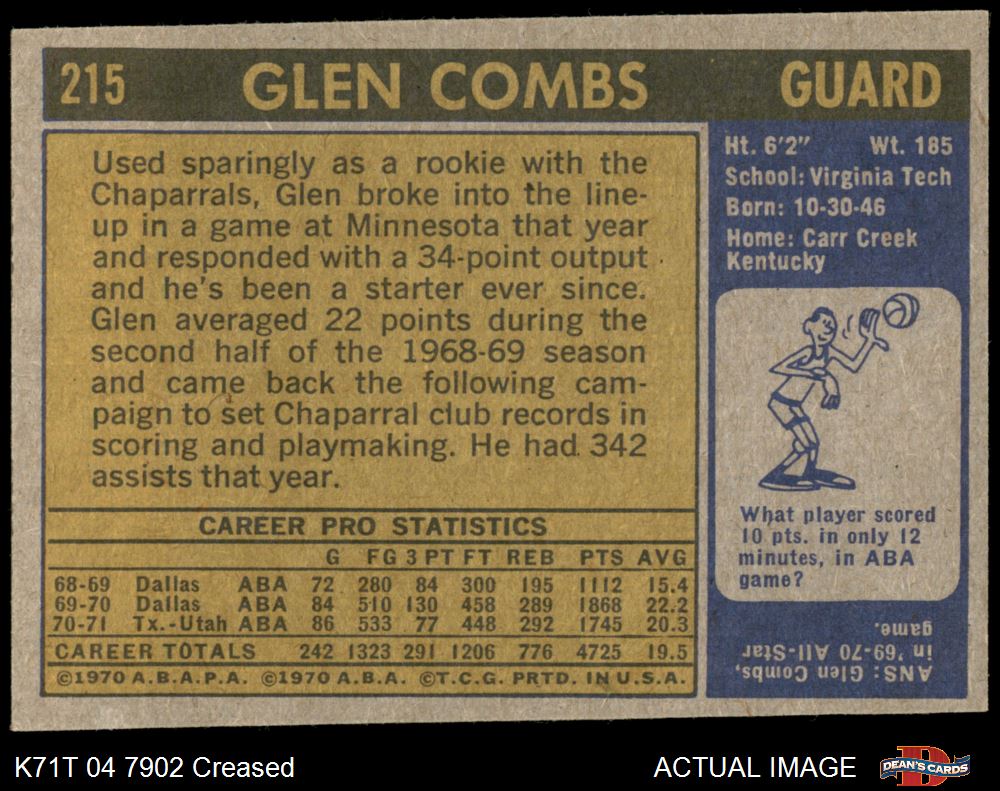 215 GLEN COMBS GUARD
Used sparingly as a rookie with the
Chaparrals, Glen broke into the line-
up in a game at Minnesota that year
and responded with a 34-point output
and he's been a starter ever since.
Glen averaged 22 points during the
second half of the 1968-69 season
and came back the following cam-
paign to set Chaparral club records in
scoring and playmaking. He had 342
assists that year.
CAREER PRO STATISTICS
G FG 3 PT FT REB PTS AVG
68-69 Dallas ABA 72 280 84 300 195 1112 15.4
69-70 Dallas ABA 84 510 130 458 289 1868 22.2
70-71 Tx.-Utah ABA 86 533 77 448 292 1745 20.3
CAREER TOTALS 242 1323 291 1206 776 4725 19.5
©1970 A.B.A.P.A. ©1970 A.B.A. ©T.C.G. PRTD. IN U.S.A.
Ht. 6'2" Wt. 185
School: Virginia Tech
Born: 10-30-46
Home: Carr Creek
Kentucky
What player scored
10 pts. in only 12
minutes, in ABA
game?
ANS: Glen Combs,
in '69-70 All-Star
game.
K71T 04 7902 Creased
ACTUAL IMAGE
D
DEAN'S CARDS